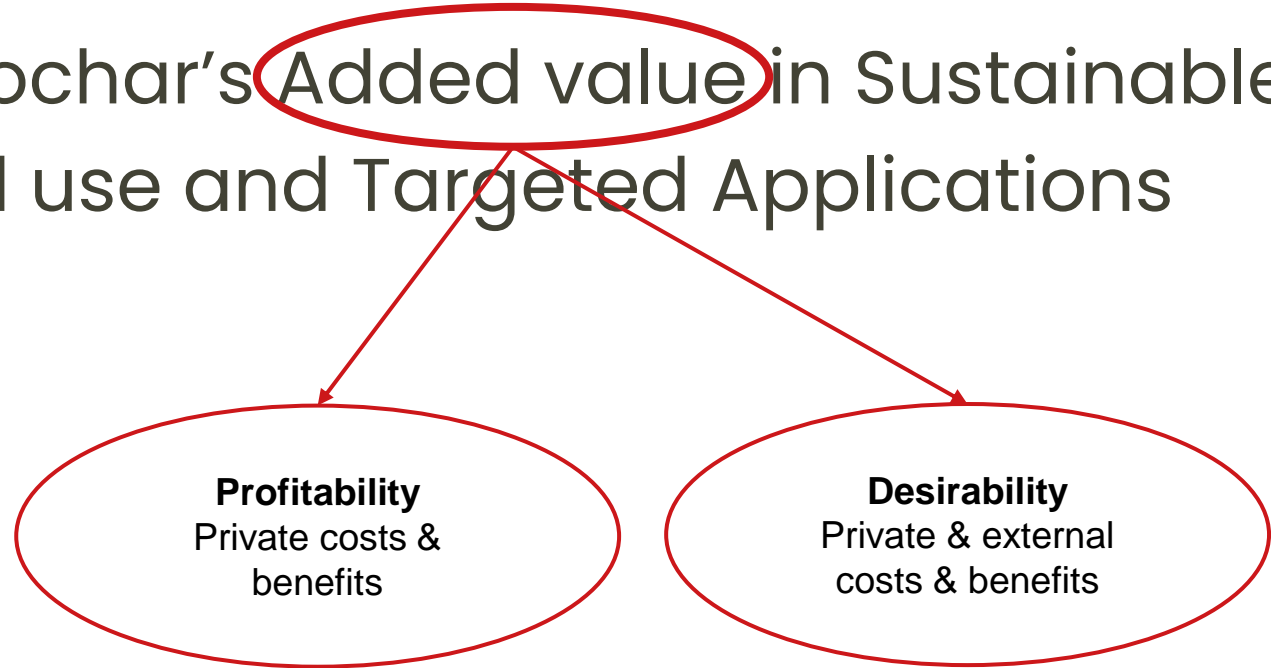 ochar’s Added value in Sustainable
l use and Targeted Applications
Profitability
Private costs &
benefits
Desirability
Private & external
costs & benefits